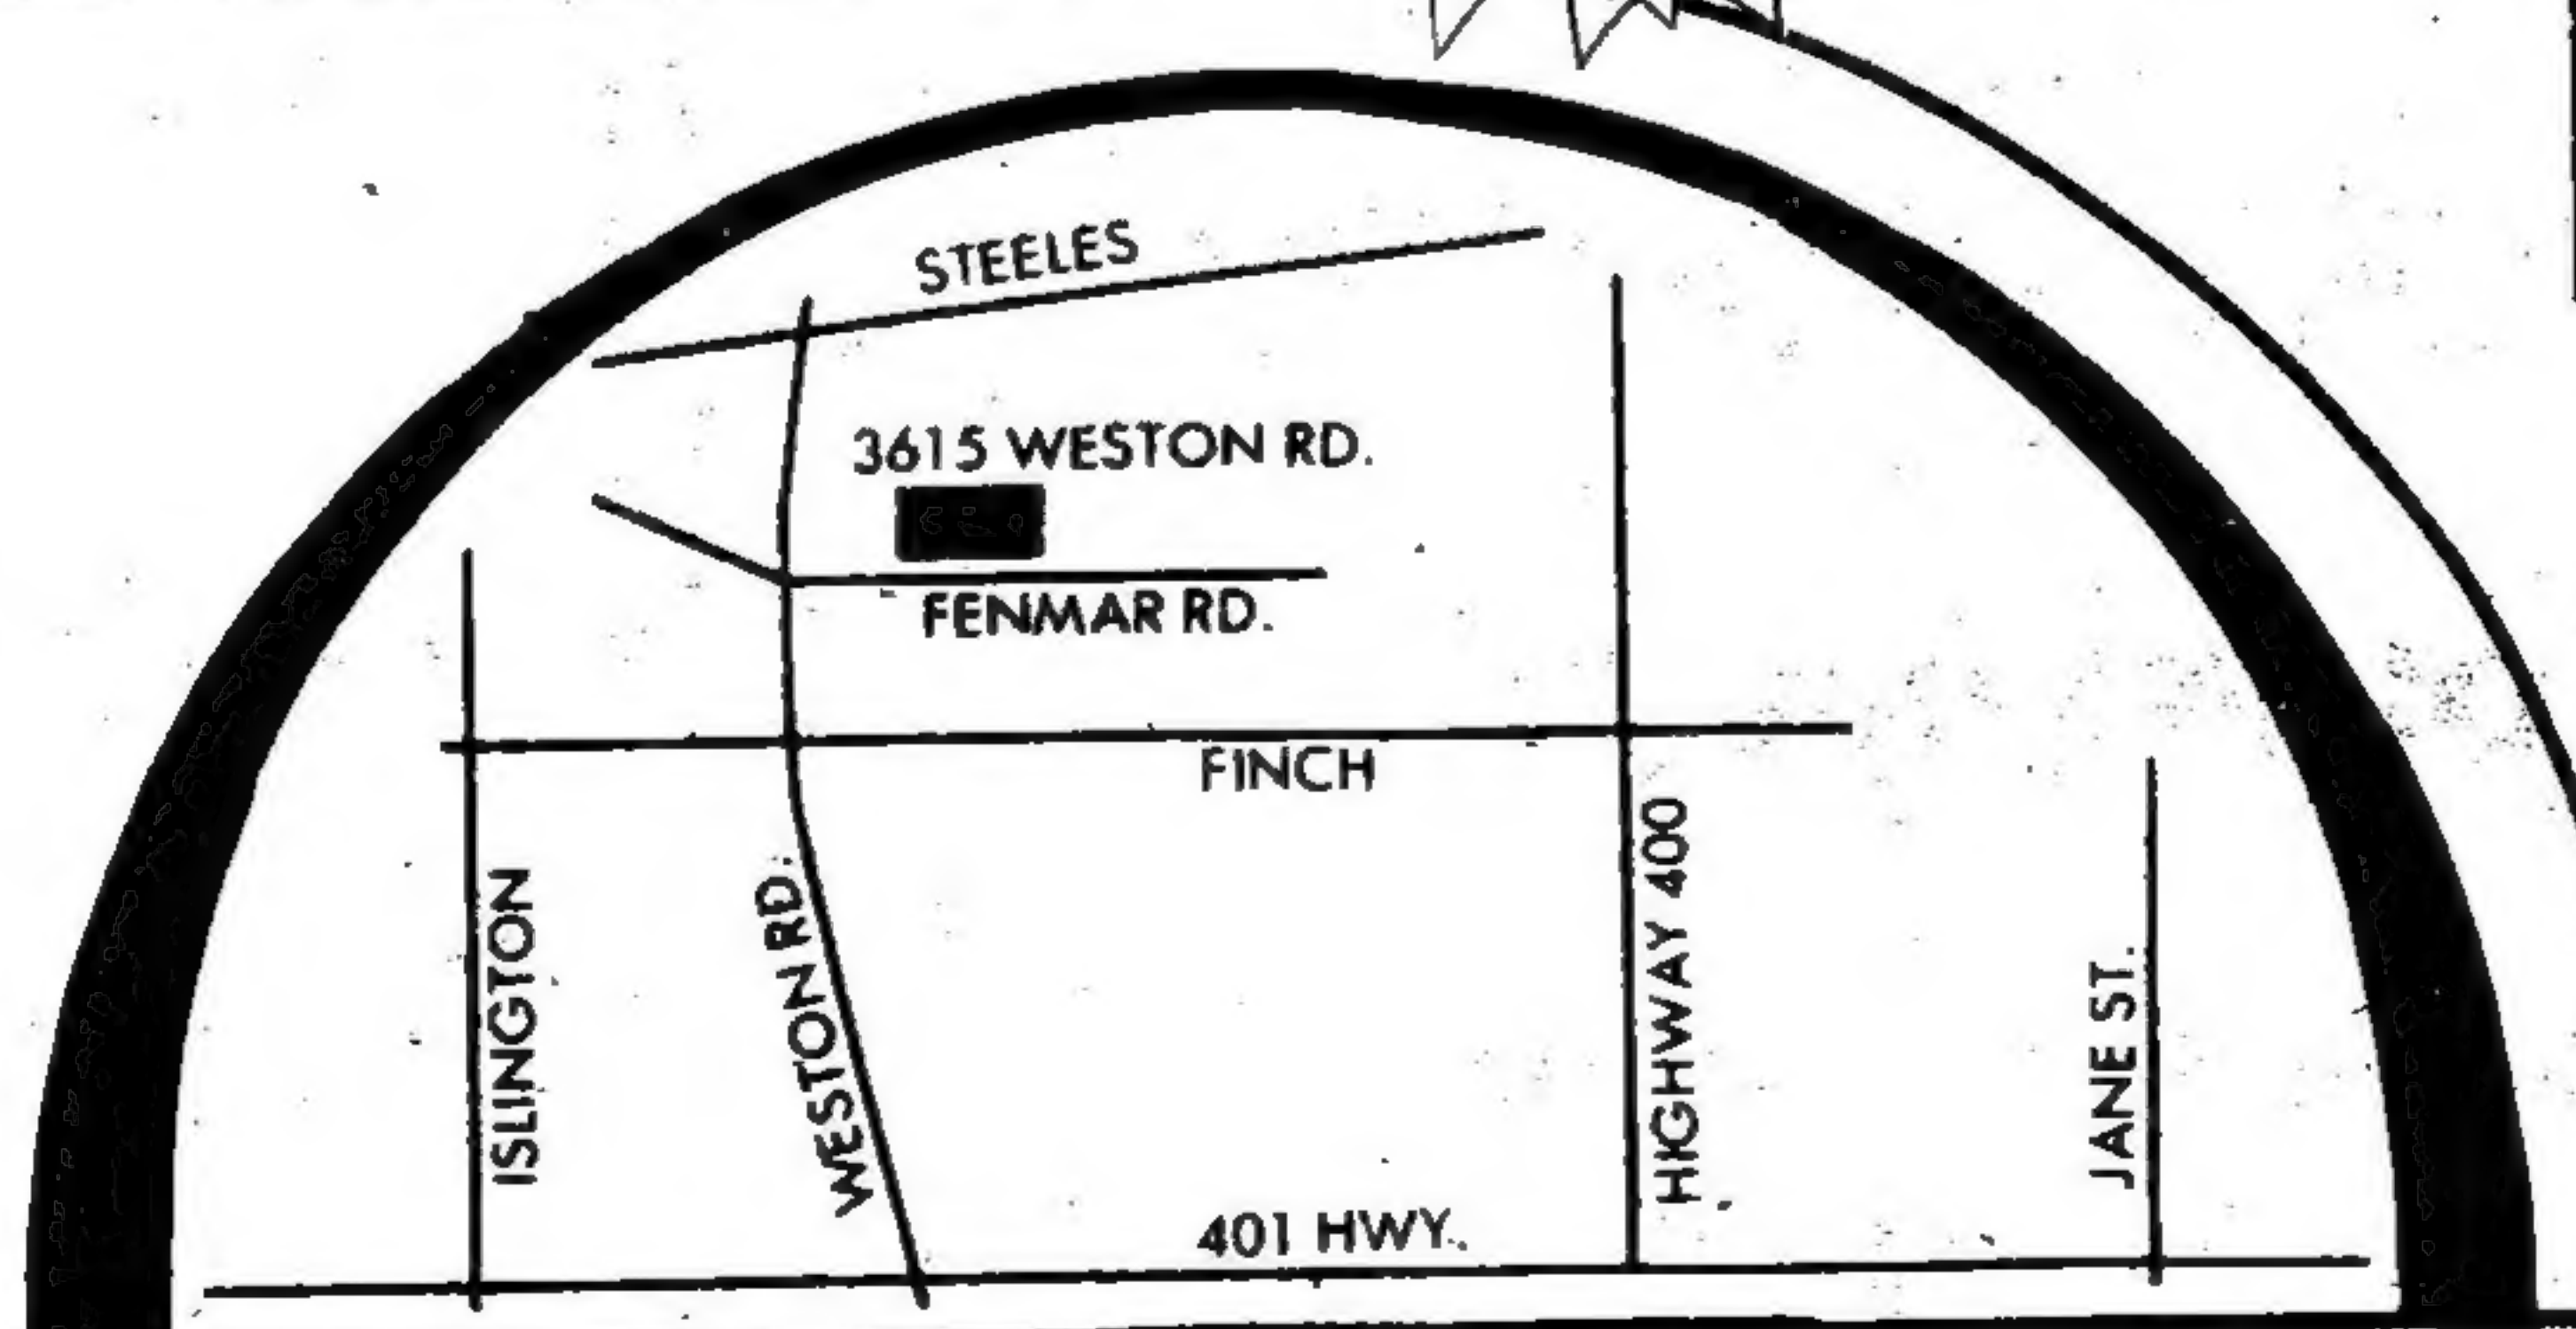 STEELES
3615 WESTON RD.
FENMAR RD.
FINCH
ISLINGTON
WESTON RD.
HIGHWAY 400
JANE ST.
401 HWY.